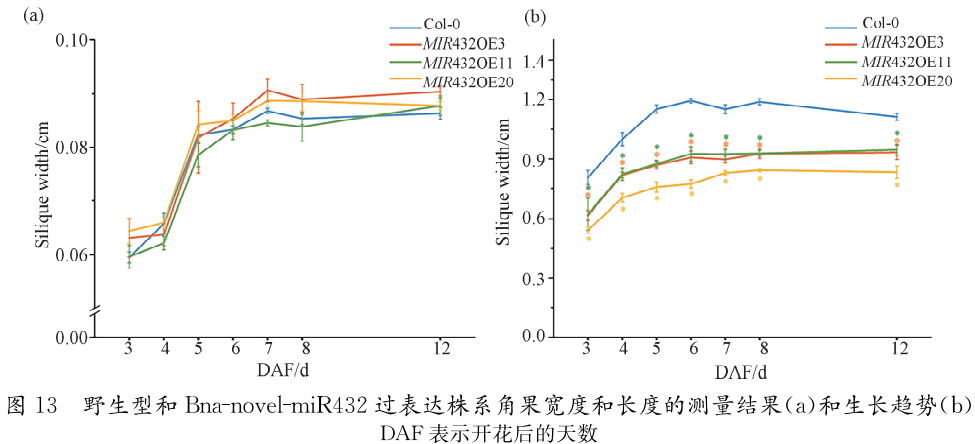 (a)
Col-0
MIR432OE3
MIR432OE11
MIR432OE20
0.10
0.08
0.06
0.00
Silique width/cm
3 4 5 6 7 8 12
DAF/d
(b)
Col-0
MIR432OE3
MIR432OE11
MIR432OE20
1.4
1.2
0.9
0.6
0.3
1.0
Silique width/cm
3 4 5 6 7 8 12
DAF/d
图 13 野生型和 Bna-novel-miR432 过表达株系角果宽度和长度的测量结果(a)和生长趋势(b)
DAF 表示开花后的天数